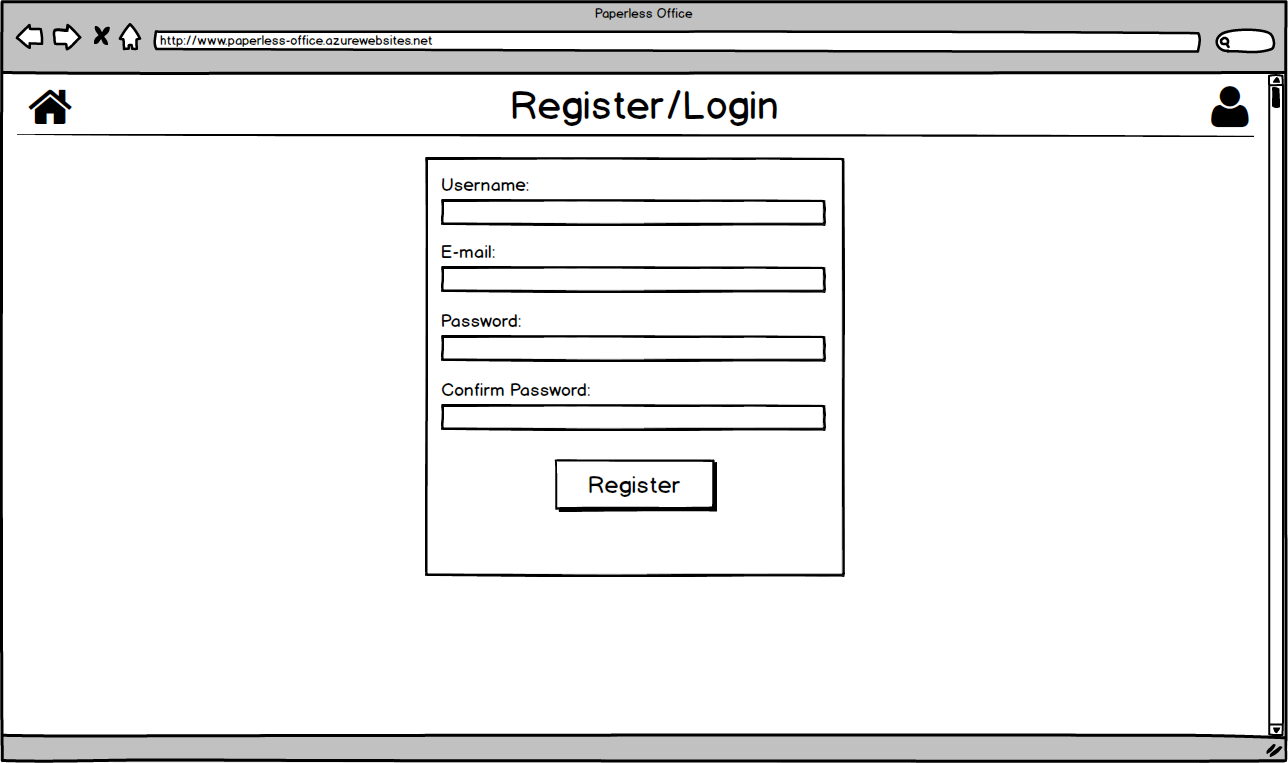 Paperless Office
http://www.paperless-office.azurewebsites.net
Register/Login
Username:
E-mail:
Password:
Confirm Password:
Register